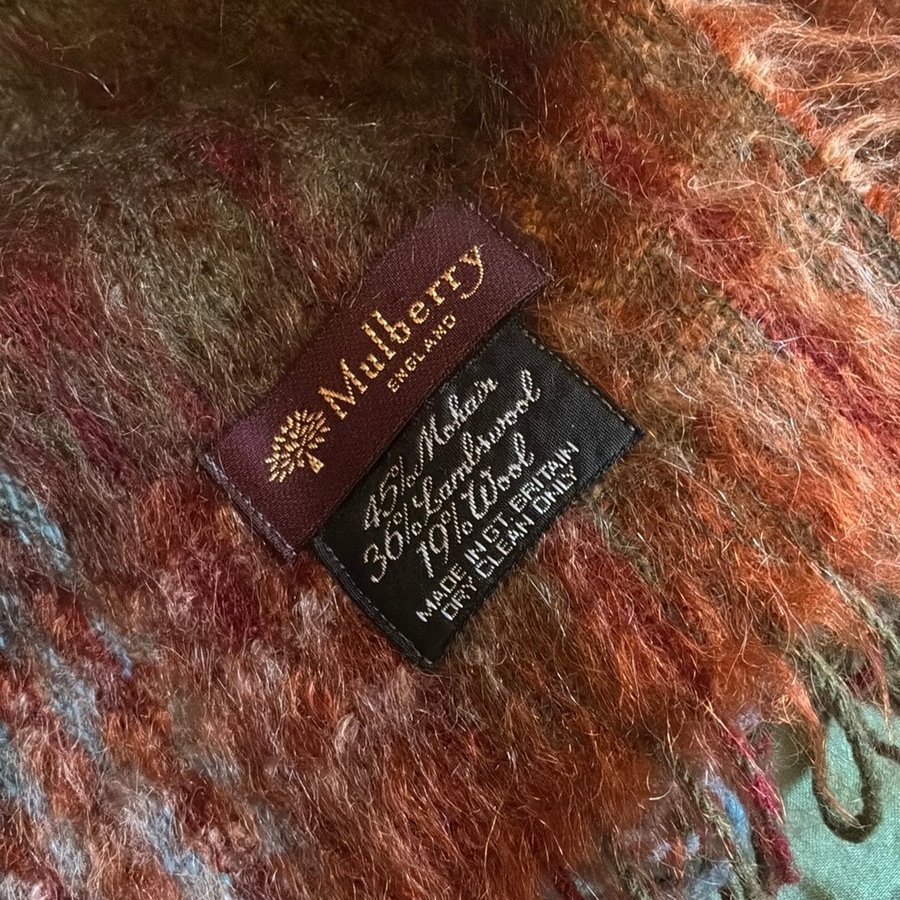 Mulberry
ENGLAND
45% Mohair
36% Lambswool
19% Wool
MADE IN GT. BRITAIN
DRY CLEAN ONLY